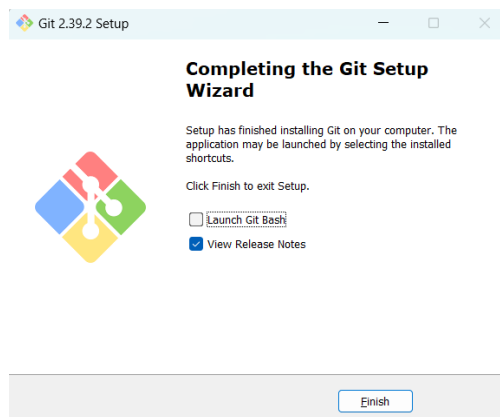 Git 2.39.2 Setup
Completing the Git Setup
Wizard
Setup has finished installing Git on your computer. The
application may be launched by selecting the installed
shortcuts.
Click Finish to exit Setup.
Launch Git Bash
View Release Notes
Finish